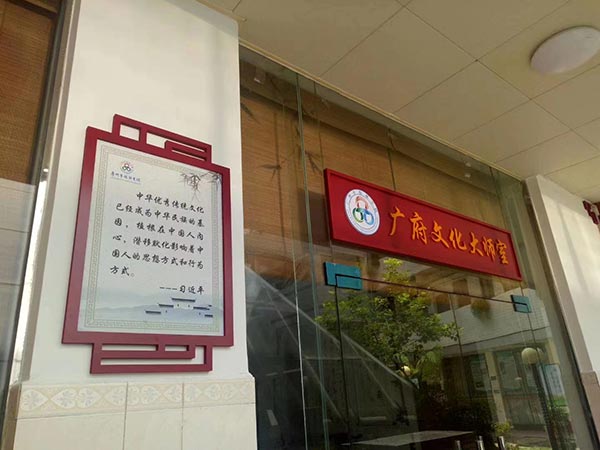 中华优秀传统文化
已经成为中华民族的基
因，植根在中国人内
心，潜移默化影响着中
国人的思想方式和行为
方式。
---习近平
广府文化大师室